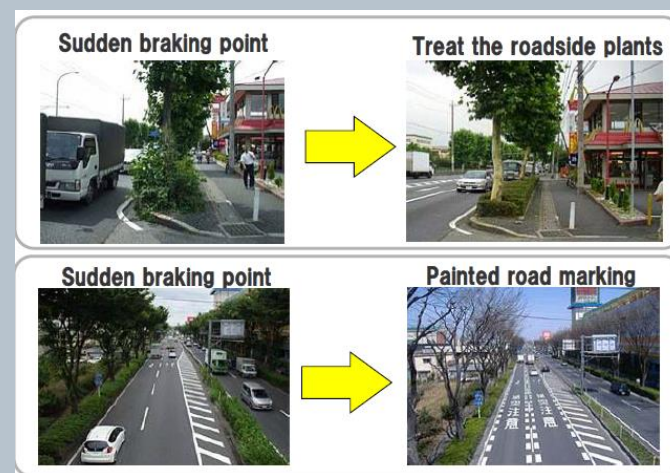 Sudden braking point
Treat the roadside plants
Sudden braking point
Painted road marking
注意
注意